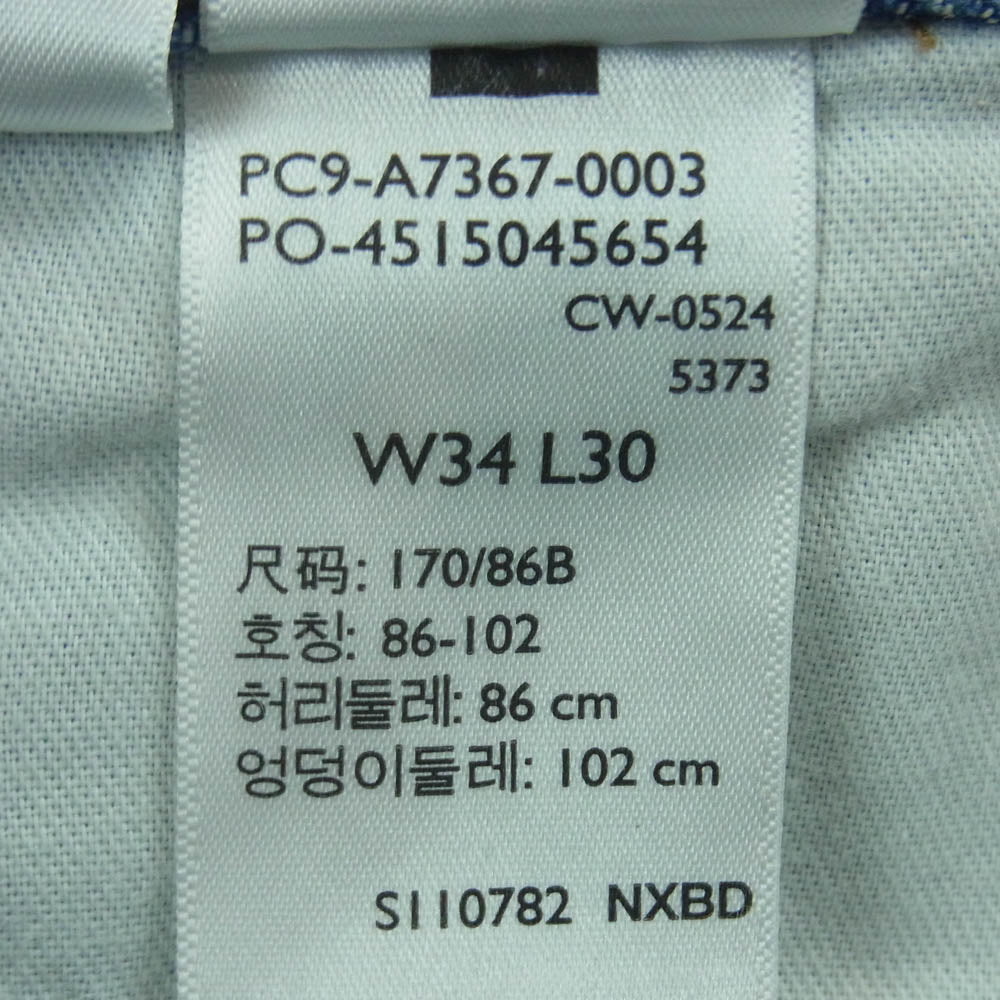 PC9-A7367-0003
PO-4515045654
CW-0524
5373
W34 L30
尺码: 170/86B
호칭: 86-102
허리둘레: 86 cm
엉덩이둘레: 102 cm
S110782 NXBD